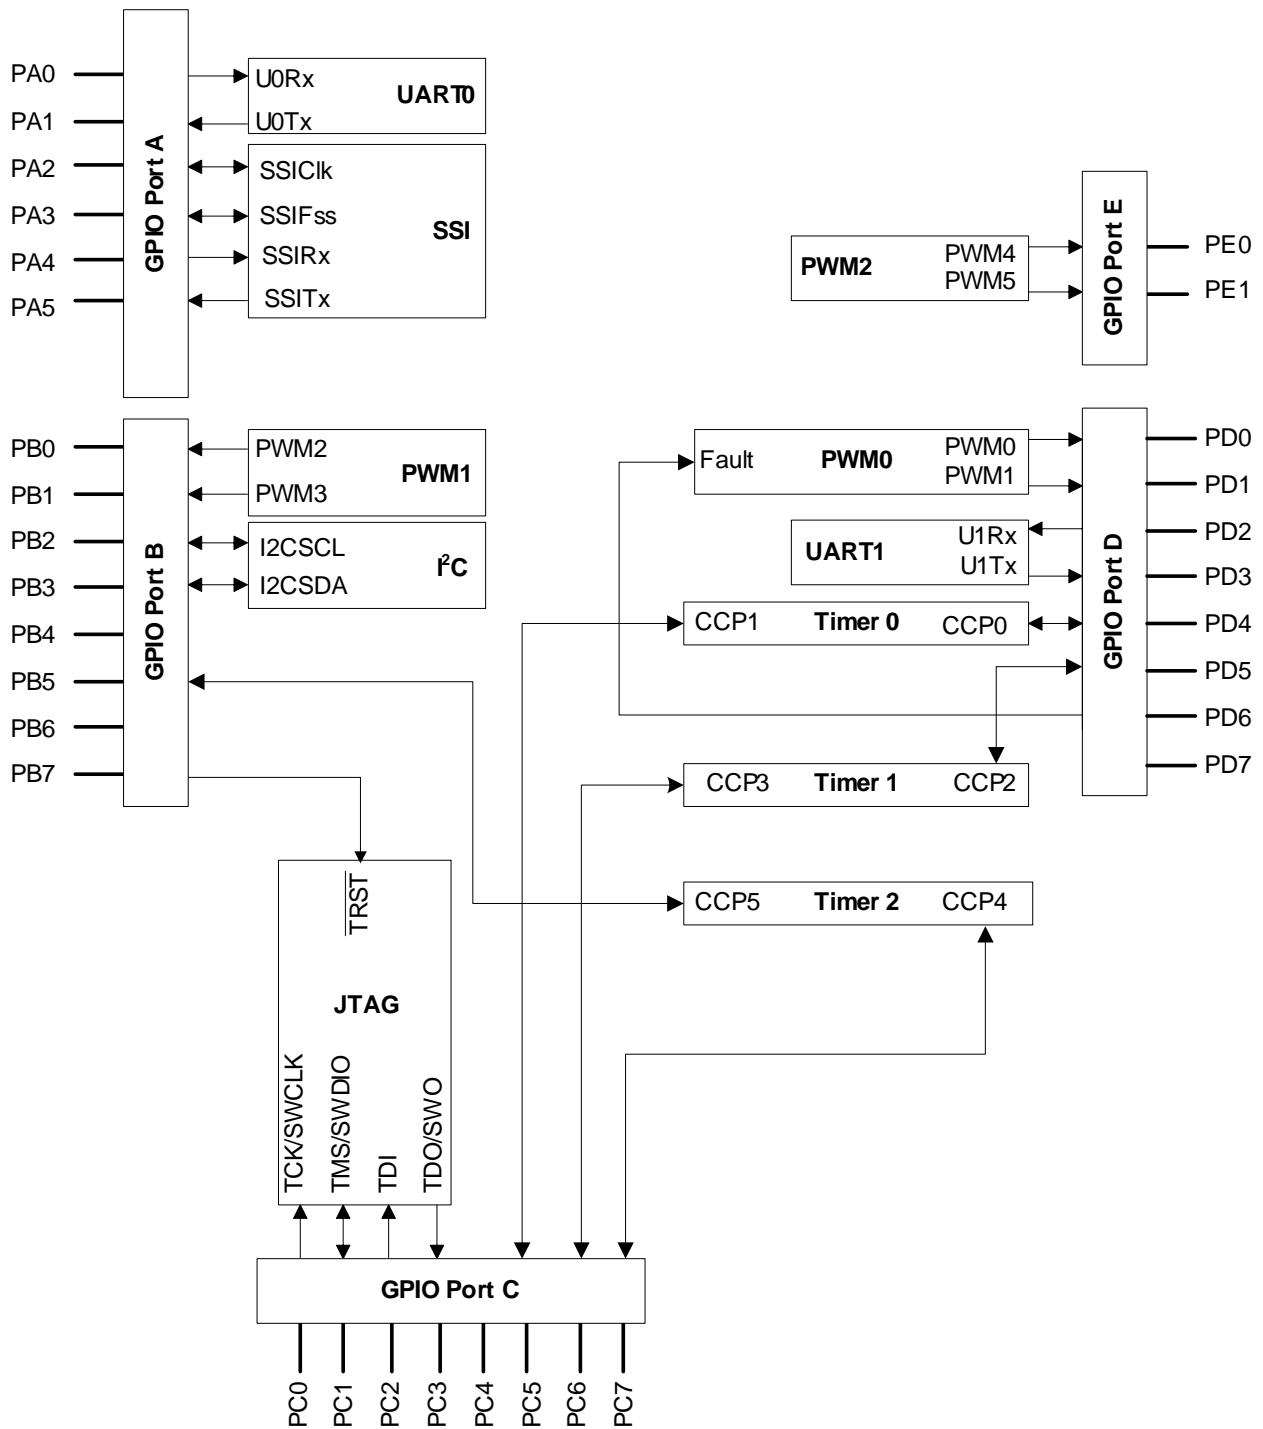 PA0
PA1
PA2
PA3
PA4
PA5
GPIO Port A
U0Rx
U0Tx
UART0
SSIClk
SSIFss
SSIRx
SSITx
SSI
PWM2
PWM4
PWM5
GPIO Port E
PE0
PE1
PB0
PB1
PB2
PB3
PB4
PB5
PB6
PB7
GPIO Port B
PWM2
PWM3
PWM1
I2CSCL
I2CSDA
I²C
Fault
PWM0
PWM0
PWM1
UART1
U1Rx
U1Tx
CCP1
Timer 0
CCP0
CCP3
Timer 1
CCP2
CCP5
Timer 2
CCP4
GPIO Port D
PD0
PD1
PD2
PD3
PD4
PD5
PD6
PD7
TRST
JTAG
TCK/SWCLK
TMS/SWDIO
TDI
TDO/SWO
GPIO Port C
PC0
PC1
PC2
PC3
PC4
PC5
PC6
PC7